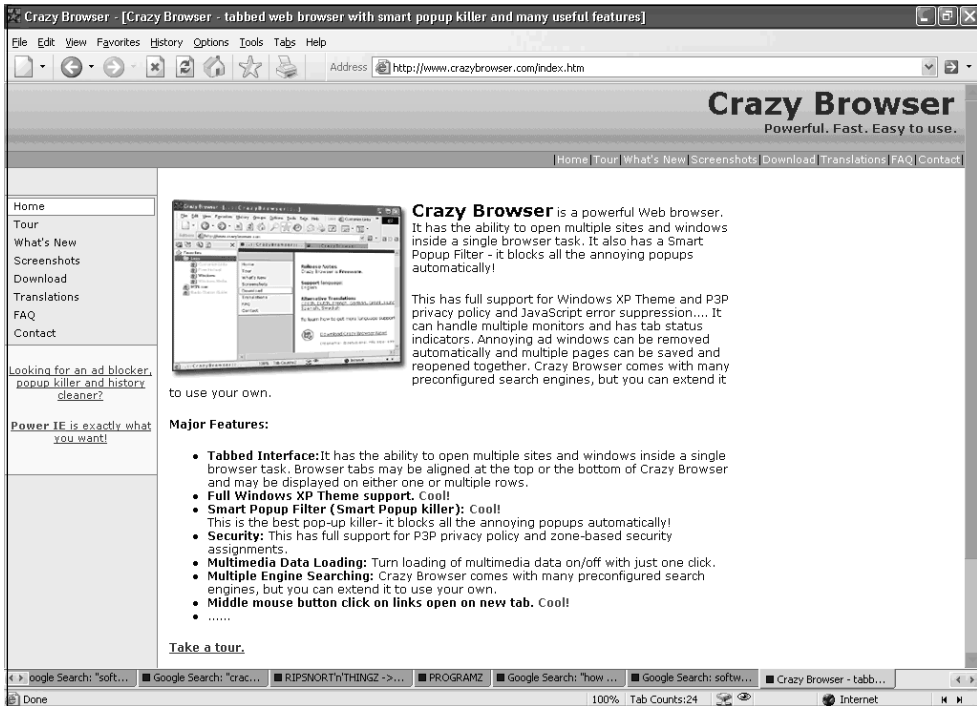 Crazy Browser - [Crazy Browser - tabbed web browser with smart popup killer and many useful features]
File Edit View Favorites History Options Tools Tabs Help
Address http://www.crazybrowser.com/index.htm
Crazy Browser
Powerful. Fast. Easy to use.
|Home|Tour|What's New|Screenshots|Download|Translations|FAQ|Contact|
Home
Tour
What's New
Screenshots
Download
Translations
FAQ
Contact
Looking for an ad blocker,
popup killer and history
cleaner?
Power IE is exactly what
you want!
Crazy Browser is a powerful Web browser.
It has the ability to open multiple sites and windows
inside a single browser task. It also has a Smart
Popup Filter - it blocks all the annoying popups
automatically!
This has full support for Windows XP Theme and P3P
privacy policy and JavaScript error suppression.... It
can handle multiple monitors and has tab status
indicators. Annoying ad windows can be removed
automatically and multiple pages can be saved and
reopened together. Crazy Browser comes with many
preconfigured search engines, but you can extend it
to use your own.
Major Features:
• Tabbed Interface:It has the ability to open multiple sites and windows inside a single
browser task. Browser tabs may be aligned at the top or the bottom of Crazy Browser
and may be displayed on either one or multiple rows.
• Full Windows XP Theme support. Cool!
• Smart Popup Filter (Smart Popup killer): Cool!
This is the best pop-up killer- it blocks all the annoying popups automatically!
• Security: This has full support for P3P privacy policy and zone-based security
assignments.
• Multimedia Data Loading: Turn loading of multimedia data on/off with just one click.
• Multiple Engine Searching: Crazy Browser comes with many preconfigured search
engines, but you can extend it to use your own.
• Middle mouse button click on links open on new tab. Cool!
• ......
Take a tour.
oogle Search: "soft... Google Search: "crac... RIPSNORT'n'THINGZ ->... PROGRAMZ Google Search: "how ... Google Search: softw... Crazy Browser - tabb...
Done 100% Tab Counts:24 Internet